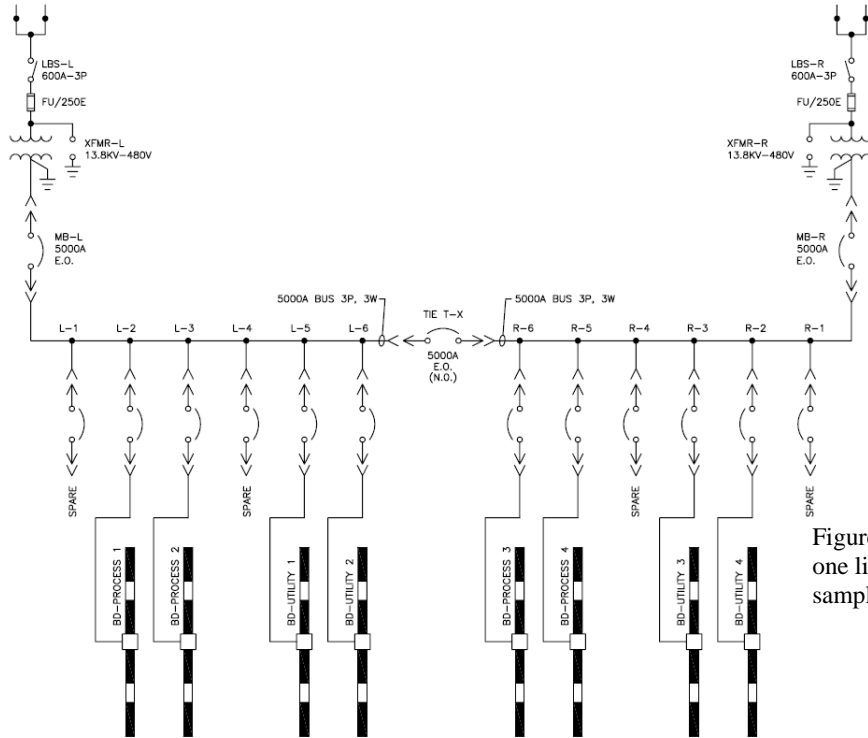 LBS-L
600A-3P
FU/250E
XFMR-L
13.8KV-480V
MB-L
5000A
E.O.
LBS-R
600A-3P
FU/250E
XFMR-R
13.8KV-480V
MB-R
5000A
E.O.
5000A BUS 3P, 3W
TIE T-X
5000A BUS 3P, 3W
5000A
E.O.
(N.O.)
L-1
L-2
L-3
L-4
L-5
L-6
R-6
R-5
R-4
R-3
R-2
R-1
SPARE
BD-PROCESS 1
BD-PROCESS 2
SPARE
BD-UTILITY 1
BD-UTILITY 2
BD-PROCESS 3
BD-PROCESS 4
SPARE
BD-UTILITY 3
BD-UTILITY 4
SPARE
Figure
one li
sampl